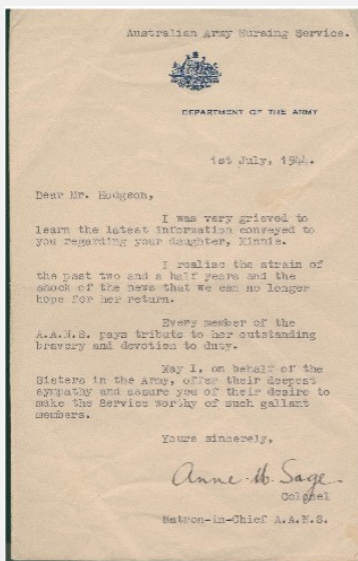 Australian Army Nursing Service.
DEPARTMENT OF THE ARMY
1st July, 1944.
Dear Mr. Hodgson,
I was very grieved to
learn the latest information conveyed to
you regarding your daughter, Minnie.
I realise the strain of
the past two and a half years and the
shock of the news that we can no longer
hope for her return.
Every member of the
A.A.N.S. pays tribute to her outstanding
bravery and devotion to duty.
May I, on behalf of the
Sisters in the Army, offer their deepest
sympathy and assure you of their desire to
make the Service worthy of such gallant
members.
Yours sincerely,
Anne M. Sage
Colonel
Matron-in-Chief A.A.N.S.